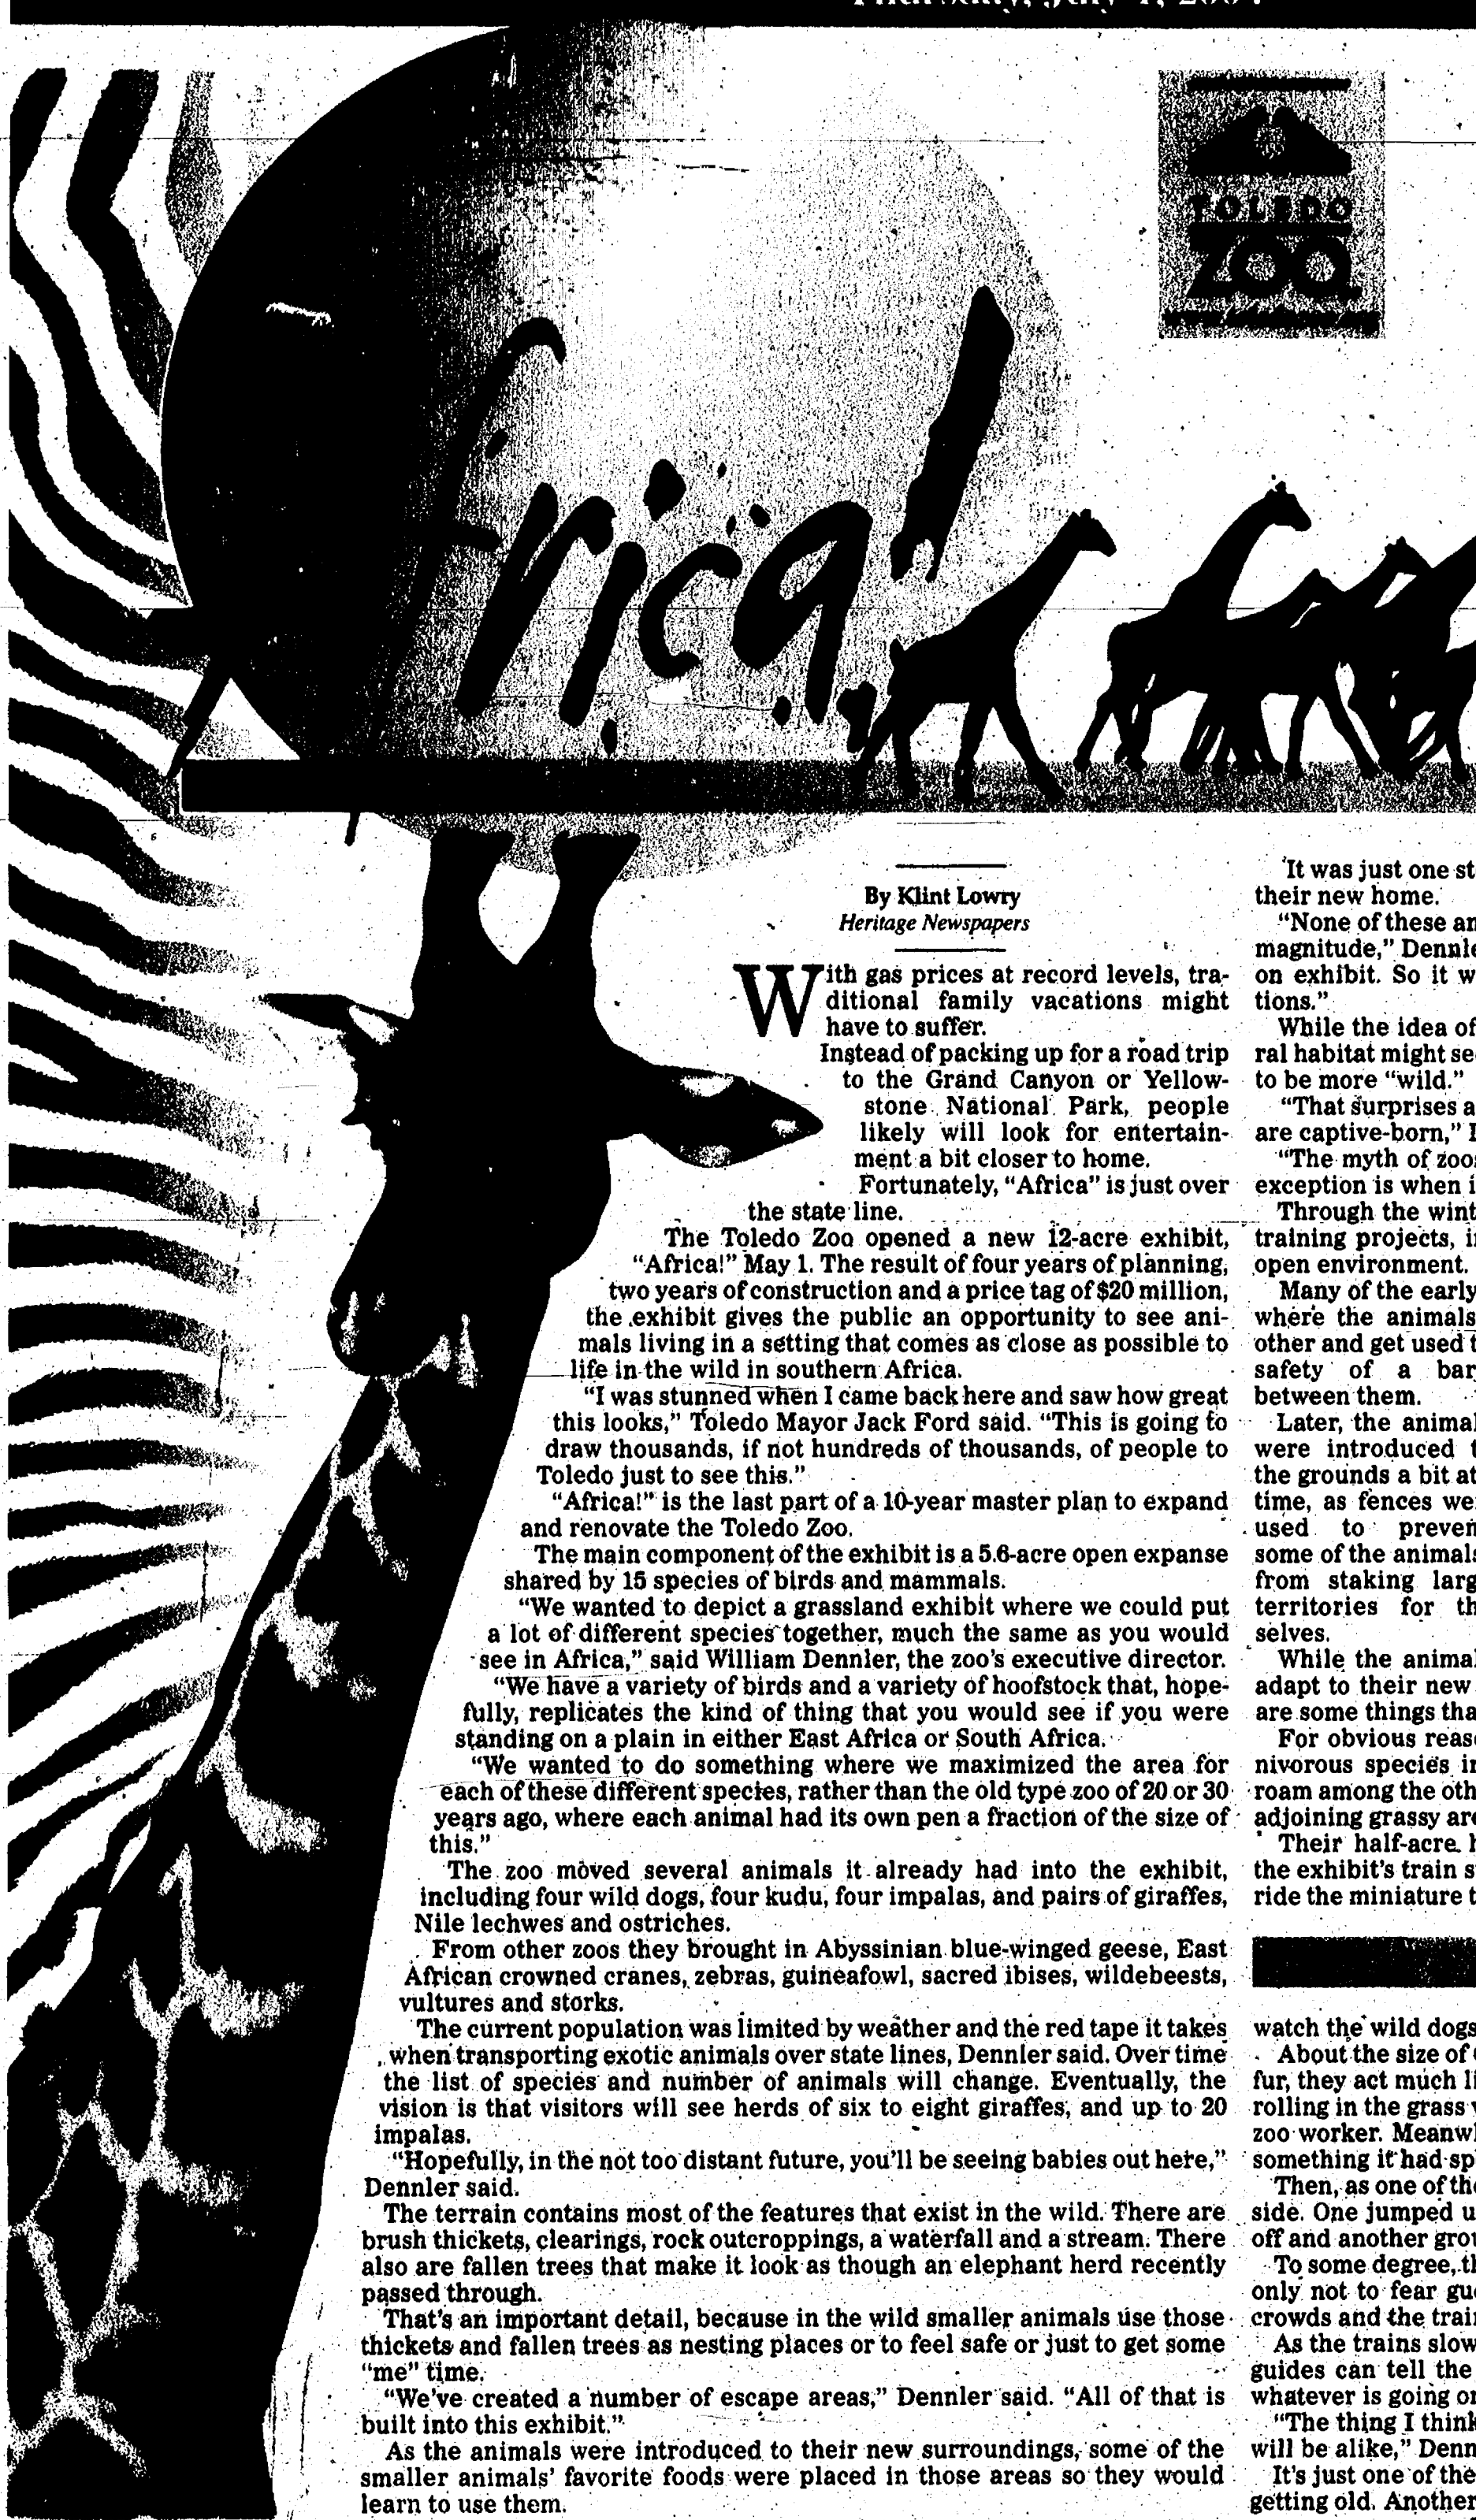 TOLEDO
ZOO
Africa!
By Klint Lowry
Heritage Newspapers
With gas prices at record levels, tra-
ditional family vacations might
have to suffer.
Instead of packing up for a road trip
to the Grand Canyon or Yellow-
stone National Park, people
likely will look for entertain-
ment a bit closer to home.
Fortunately, “Africa” is just over
the state line.
The Toledo Zoo opened a new 12-acre exhibit,
“Africa!” May 1. The result of four years of planning,
two years of construction and a price tag of $20 million,
the exhibit gives the public an opportunity to see ani-
mals living in a setting that comes as close as possible to
life in the wild in southern Africa.
“I was stunned when I came back here and saw how great
this looks,” Toledo Mayor Jack Ford said. “This is going to
draw thousands, if not hundreds of thousands, of people to
Toledo just to see this.”
“Africa!” is the last part of a 10-year master plan to expand
and renovate the Toledo Zoo.
The main component of the exhibit is a 5.6-acre open expanse
shared by 15 species of birds and mammals.
“We wanted to depict a grassland exhibit where we could put
a lot of different species together, much the same as you would
see in Africa,” said William Dennler, the zoo's executive director.
“We have a variety of birds and a variety of hoofstock that, hope-
fully, replicates the kind of thing that you would see if you were
standing on a plain in either East Africa or South Africa.
“We wanted to do something where we maximized the area for
each of these different species, rather than the old type zoo of 20 or 30
years ago, where each animal had its own pen a fraction of the size of
this.”
The zoo moved several animals it already had into the exhibit,
including four wild dogs, four kudu, four impalas, and pairs of giraffes,
Nile lechwes and ostriches.
From other zoos they brought in Abyssinian blue-winged geese, East
African crowned cranes, zebras, guineafowl, sacred ibises, wildebeests,
vultures and storks.
The current population was limited by weather and the red tape it takes
when transporting exotic animals over state lines, Dennler said. Over time
the list of species and number of animals will change. Eventually, the
vision is that visitors will see herds of six to eight giraffes, and up to 20
impalas.
“Hopefully, in the not too distant future, you'll be seeing babies out here,”
Dennler said.
The terrain contains most of the features that exist in the wild. There are
brush thickets, clearings, rock outcroppings, a waterfall and a stream. There
also are fallen trees that make it look as though an elephant herd recently
passed through.
That's an important detail, because in the wild smaller animals use those
thickets and fallen trees as nesting places or to feel safe or just to get some
“me” time.
“We've created a number of escape areas,” Dennler said. “All of that is
built into this exhibit.”
As the animals were introduced to their new surroundings, some of the
smaller animals' favorite foods were placed in those areas so they would
learn to use them.
It was just one st
their new home.
“None of these an
magnitude,” Dennle
on exhibit. So it w
tions.”
While the idea of
ral habitat might se
to be more “wild.”
“That surprises a
are captive-born,”
“The myth of zoos
exception is when i
Through the wint
training projects, i
open environment.
Many of the early
where the animals
other and get used t
safety of a bar
between them.
Later, the animal
were introduced t
the grounds a bit at
time, as fences we
used to preven
some of the animals
from staking larg
territories for th
selves.
While the animal
adapt to their new
are some things tha
For obvious reas
nivorous species in
roam among the oth
adjoining grassy are
Their half-acre h
the exhibit's train s
ride the miniature t
watch the wild dogs
About the size of
fur, they act much li
rolling in the grass
zoo worker. Meanwh
something it had sp
Then, as one of the
side. One jumped u
off and another grou
To some degree, th
only not to fear gue
crowds and the trai
As the trains slow
guides can tell the
whatever is going on
“The thing I think
will be alike,” Denn
It's just one of the
getting old. Another